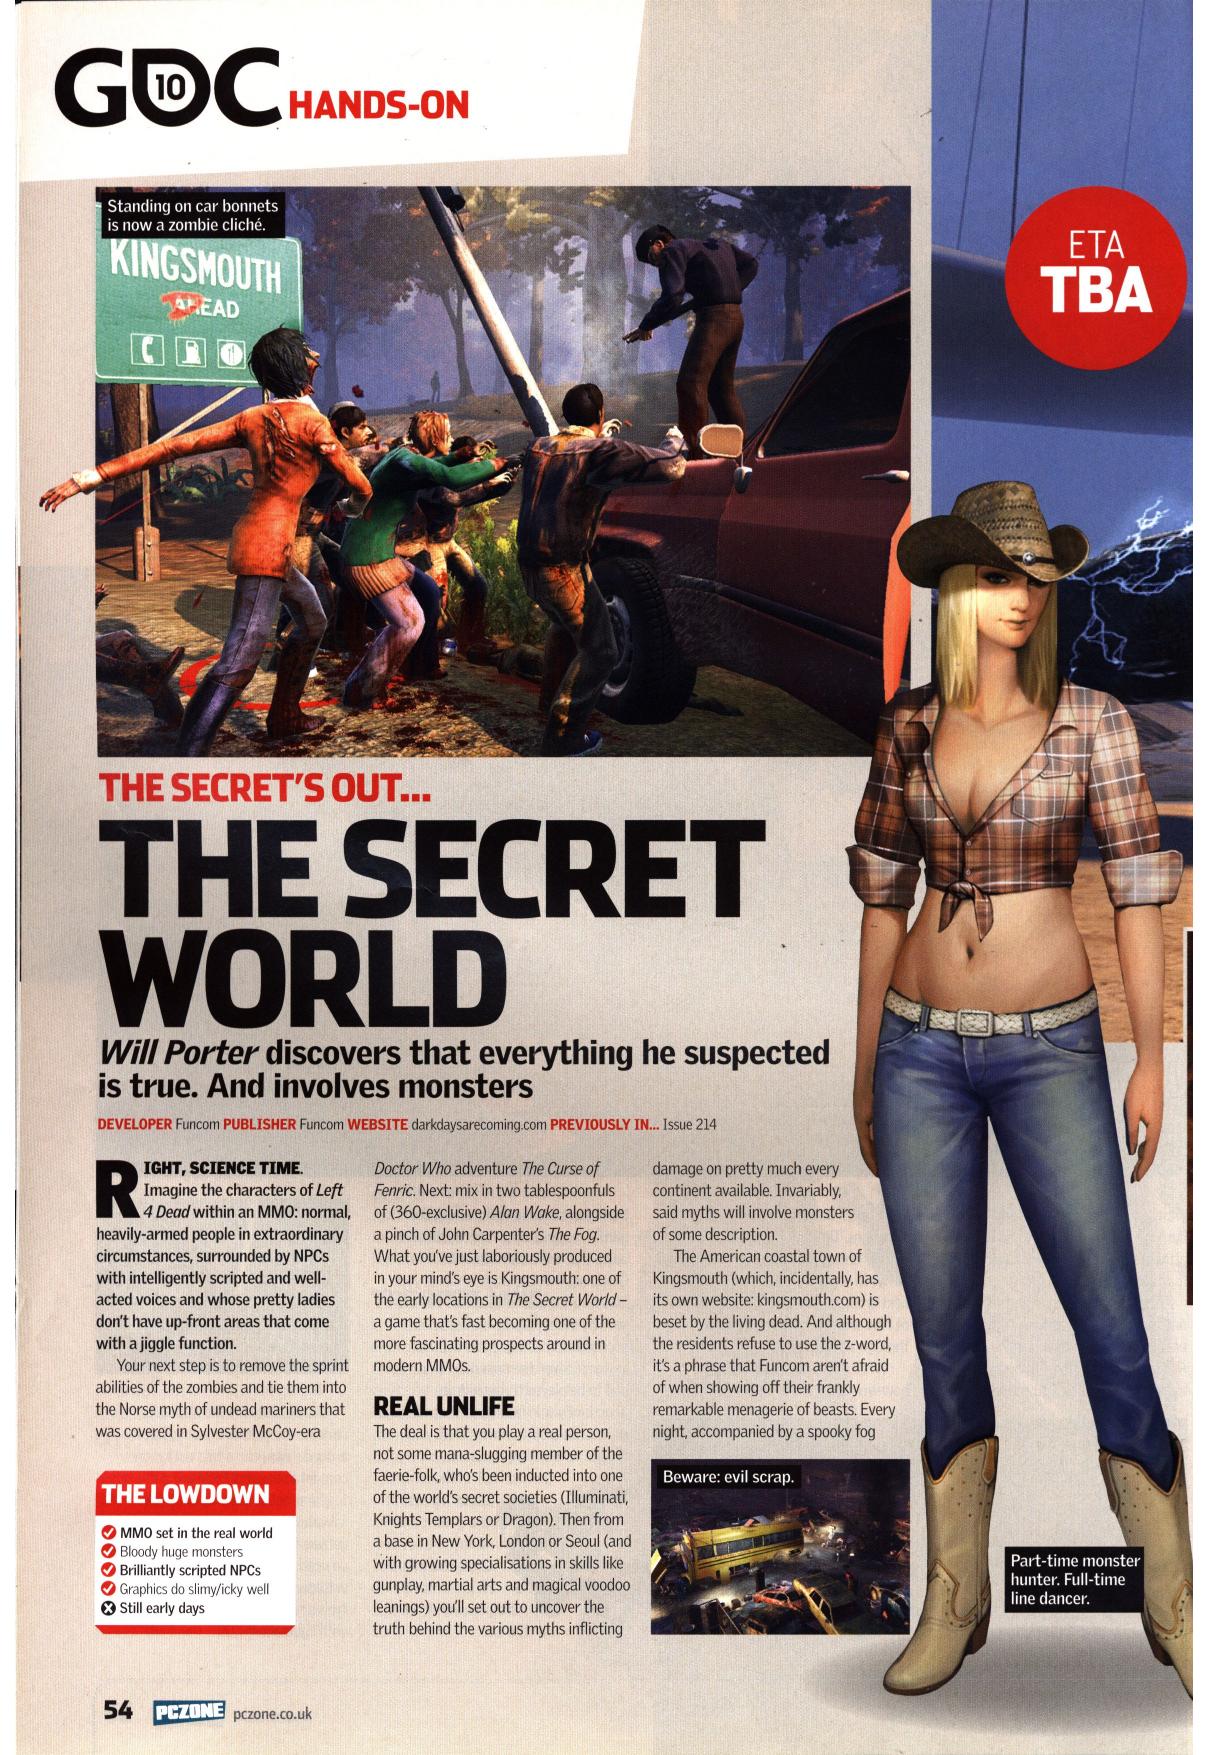 GDC 10 HANDS-ON
Standing on car bonnets
is now a zombie cliché.
KINGSMOUTH
AHEAD
ETA
TBA
THE SECRET'S OUT...
THE SECRET
WORLD
Will Porter discovers that everything he suspected
is true. And involves monsters
DEVELOPER Funcom PUBLISHER Funcom WEBSITE darkdaysarecoming.com PREVIOUSLY IN... Issue 214
RIGHT, SCIENCE TIME.
Imagine the characters of Left
4 Dead within an MMO: normal,
heavily-armed people in extraordinary
circumstances, surrounded by NPCs
with intelligently scripted and well-
acted voices and whose pretty ladies
don't have up-front areas that come
with a jiggle function.
Your next step is to remove the sprint
abilities of the zombies and tie them into
the Norse myth of undead mariners that
was covered in Sylvester McCoy-era
THE LOWDOWN
MMO set in the real world
Bloody huge monsters
Brilliantly scripted NPCs
Graphics do slimy/icky well
Still early days
Doctor Who adventure The Curse of
Fenric. Next: mix in two tablespoonfuls
of (360-exclusive) Alan Wake, alongside
a pinch of John Carpenter's The Fog.
What you've just laboriously produced
in your mind's eye is Kingsmouth: one of
the early locations in The Secret World –
a game that's fast becoming one of the
more fascinating prospects around in
modern MMOs.
REAL UNLIFE
The deal is that you play a real person,
not some mana-slugging member of the
faerie-folk, who's been inducted into one
of the world's secret societies (Illuminati,
Knights Templars or Dragon). Then from
a base in New York, London or Seoul (and
with growing specialisations in skills like
gunplay, martial arts and magical voodoo
leanings) you'll set out to uncover the
truth behind the various myths inflicting
damage on pretty much every
continent available. Invariably,
said myths will involve monsters
of some description.
The American coastal town of
Kingsmouth (which, incidentally, has
its own website: kingsmouth.com) is
beset by the living dead. And although
the residents refuse to use the z-word,
it's a phrase that Funcom aren't afraid
of when showing off their frankly
remarkable menagerie of beasts. Every
night, accompanied by a spooky fog
Beware: evil scrap.
Part-time monster
hunter. Full-time
line dancer.
54 PCZONE pczone.co.uk